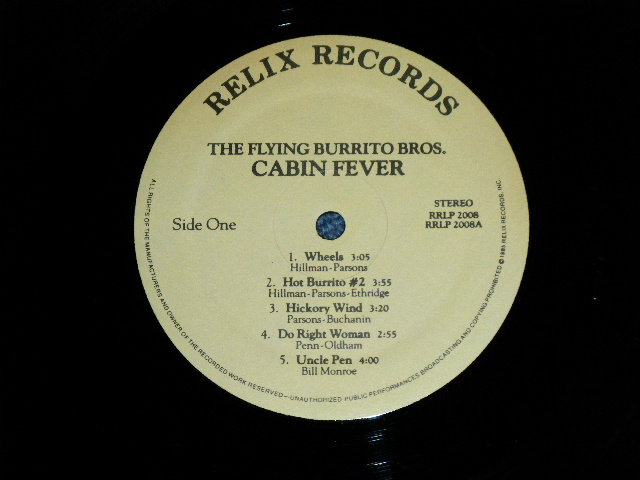 RELIX RECORDS
THE FLYING BURRITO BROS.
CABIN FEVER
Side One
STEREO
RRLP 2008
RRLP 2008A
1. Wheels 3:05
Hillman-Parsons
2. Hot Burrito #2 3:55
Hillman-Parsons-Ethridge
3. Hickory Wind 3:20
Parsons-Buchanin
4. Do Right Woman 2:55
Penn-Oldham
5. Uncle Pen 4:00
Bill Monroe
ALL RIGHTS OF THE MANUFACTURERS AND OWNER OF THE RECORDED WORK RESERVED—UNAUTHORIZED PUBLIC PERFORMANCES BROADCASTING AND COPYING PROHIBITED © 1985 RELIX RECORDS, INC.